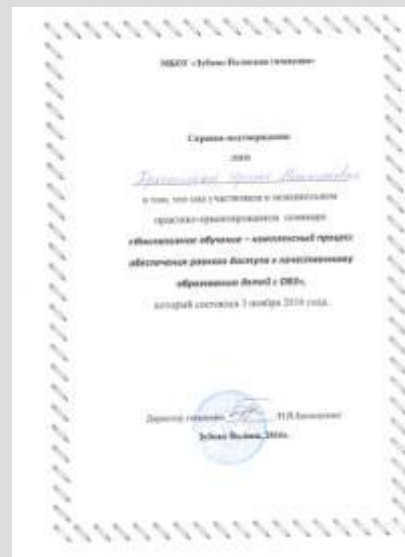 МБОУ «Зубово-Полянская гимназия»
Справка-подтверждение
дана
в том, что она участвовала в
практико-ориентированном семинаре
«Инклюзивное обучение – комплексный процесс
обеспечения равного доступа к качественному
образованию детей с ОВЗ»,
который состоялся 3 ноября 2016 года.
Директор гимназии
Зубова Поляна, 2016г.